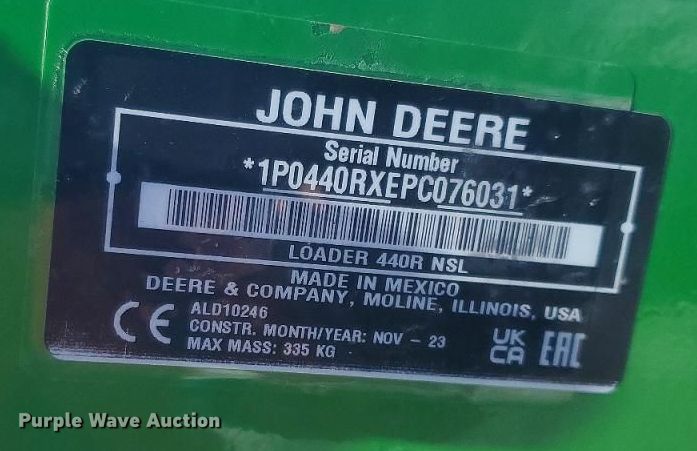 JOHN DEERE
Serial Number
*1P0440RXEPC076031*
LOADER 440R NSL
MADE IN MEXICO
DEERE & COMPANY, MOLINE, ILLINOIS, USA
ALD10246
CONSTR. MONTH/YEAR: NOV - 23
MAX MASS: 335 KG
CE
UK
CA
EAC
Purple Wave Auction